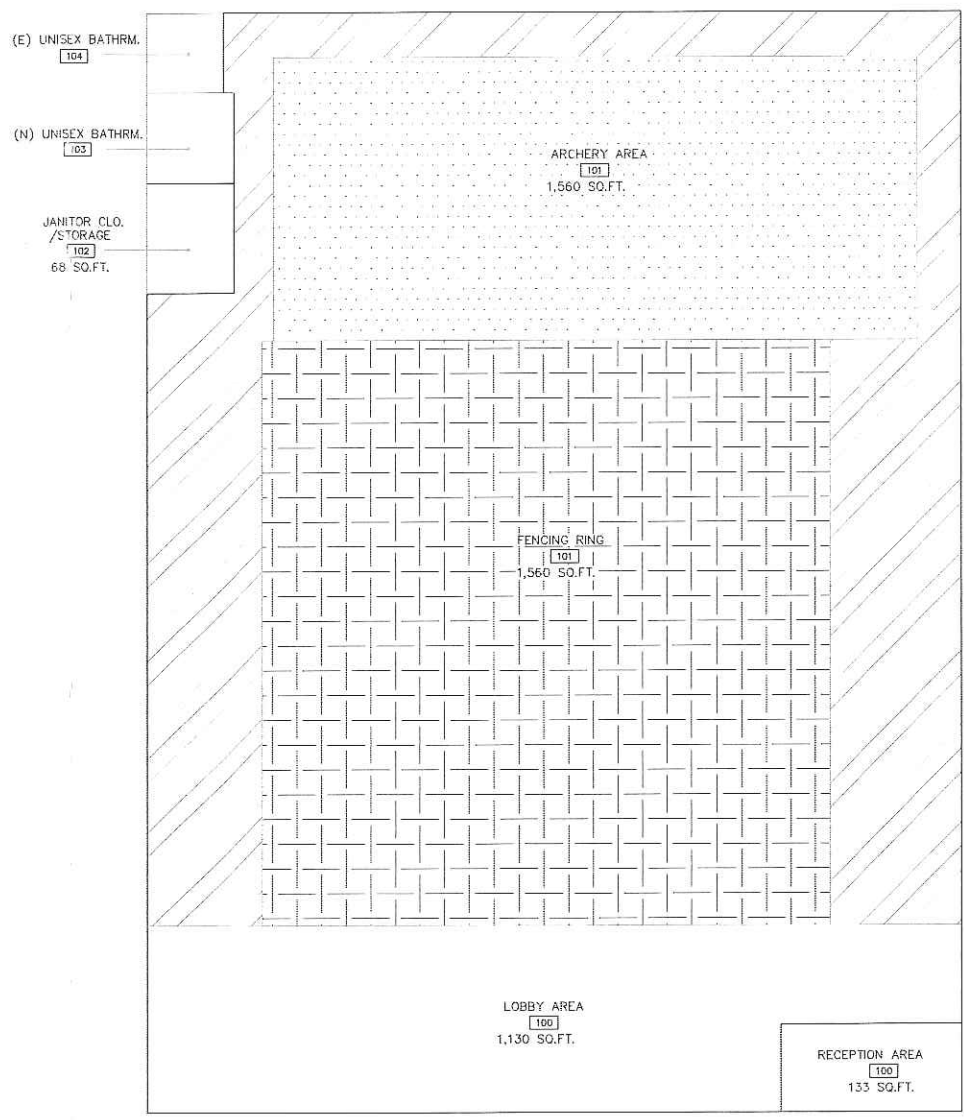 (E) UNISEX BATHRM.
104
(N) UNISEX BATHRM.
103
JANITOR CLO.
/STORAGE
102
68 SQ.FT.
ARCHERY AREA
101
1,560 SQ.FT.
FENCING RING
101
1,560 SQ.FT.
LOBBY AREA
100
1,130 SQ.FT.
RECEPTION AREA
100
133 SQ.FT.